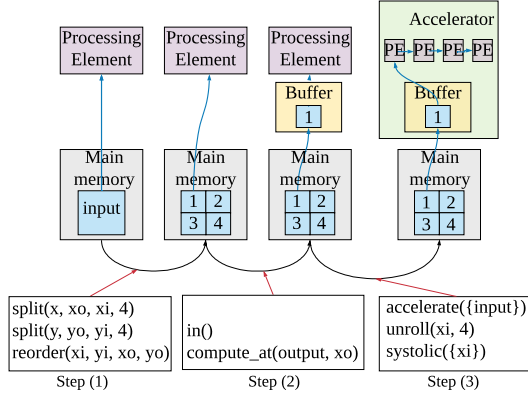 Processing
Element
Processing
Element
Processing
Element
Accelerator
PE PE PE PE
Buffer
1
Buffer
1
Main
memory
input
Main
memory
1 2
3 4
Main
memory
1 2
3 4
Main
memory
1 2
3 4
split(x, xo, xi, 4)
split(y, yo, yi, 4)
reorder(xi, yi, xo, yo)
in()
compute_at(output, xo)
accelerate({input})
unroll(xi, 4)
systolic({xi})
Step (1)
Step (2)
Step (3)